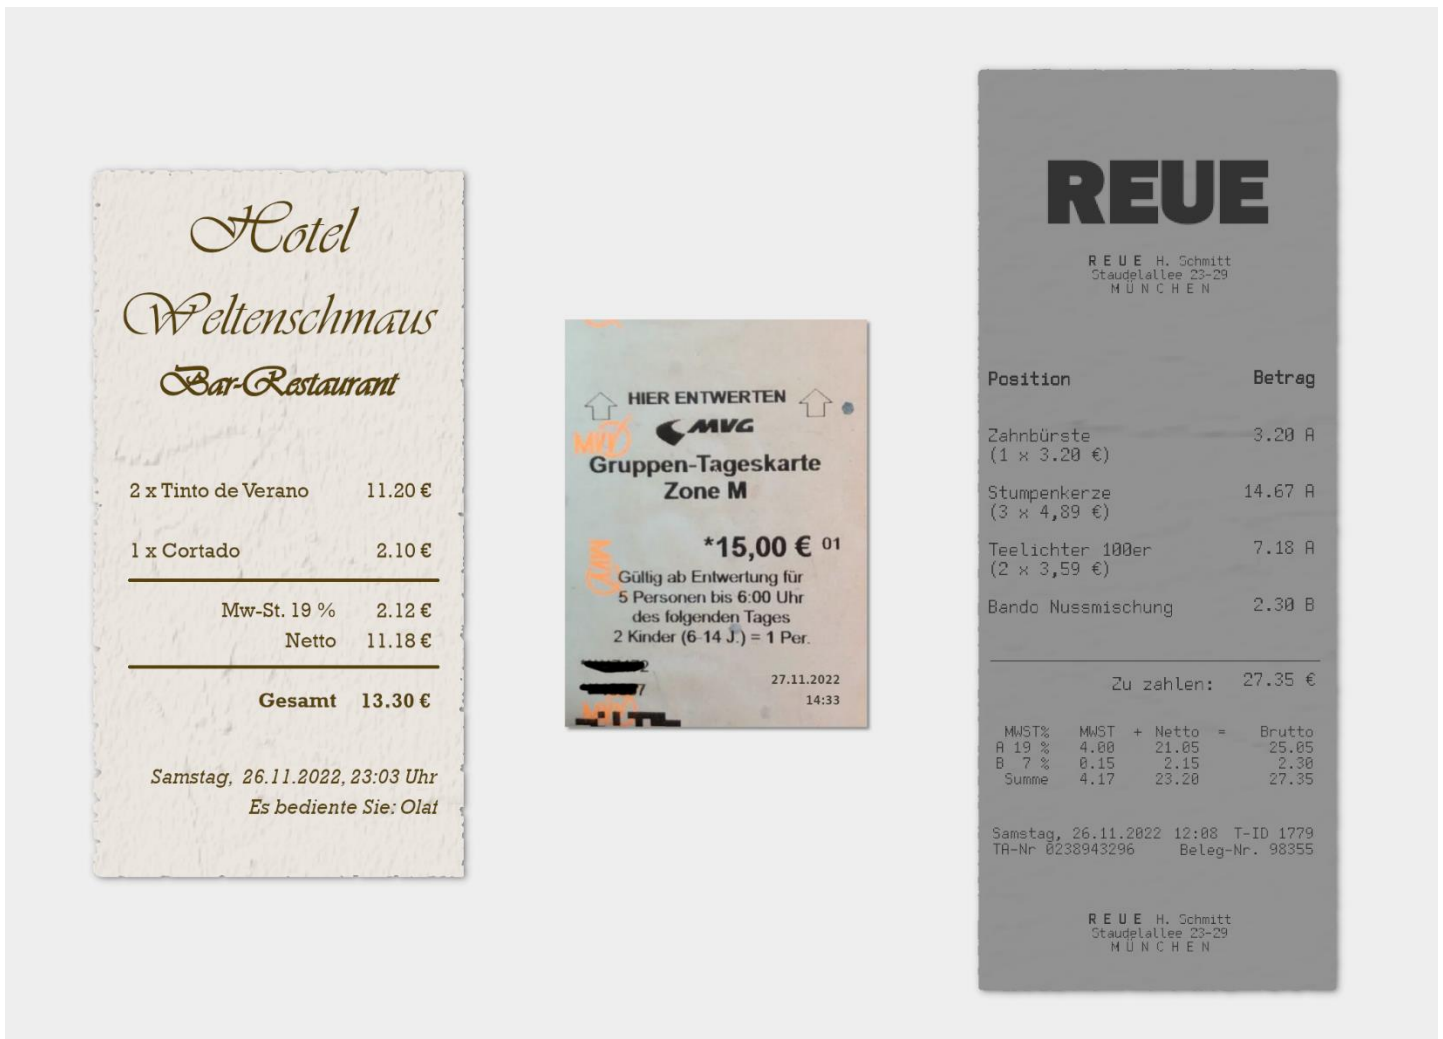 Hotel
Weltenschmaus
Bar-Restaurant
2 x Tinto de Verano 11.20 €
1 x Cortado 2.10 €
Mw-St. 19 % 2.12 €
Netto 11.18 €
Gesamt 13.30 €
Samstag, 26.11.2022, 23:03 Uhr
Es bediente Sie: Olaf
HIER ENTWERTEN
MVG
Gruppen-Tageskarte
Zone M
*15,00 € 01
Gültig ab Entwertung für
5 Personen bis 6:00 Uhr
des folgenden Tages
2 Kinder (6-14 J.) = 1 Per.
27.11.2022
14:33
REUE
REUE H. Schmitt
Staudelallee 23-29
MÜNCHEN
Position Betrag
Zahnbürste 3.20 A
(1 x 3.20 €)
Stumpenkerze 14.67 A
(3 x 4,89 €)
Teelichter 100er 7.18 A
(2 x 3,59 €)
Bando Nussmischung 2.30 B
Zu zahlen: 27.35 €
MWST% MWST + Netto = Brutto
A 19 % 4.00 21.05 25.05
B 7 % 0.15 2.15 2.30
Summe 4.17 23.20 27.35
Samstag, 26.11.2022 12:08 T-ID 1779
TA-Nr 0238943296 Beleg-Nr. 98355
REUE H. Schmitt
Staudelallee 23-29
MÜNCHEN